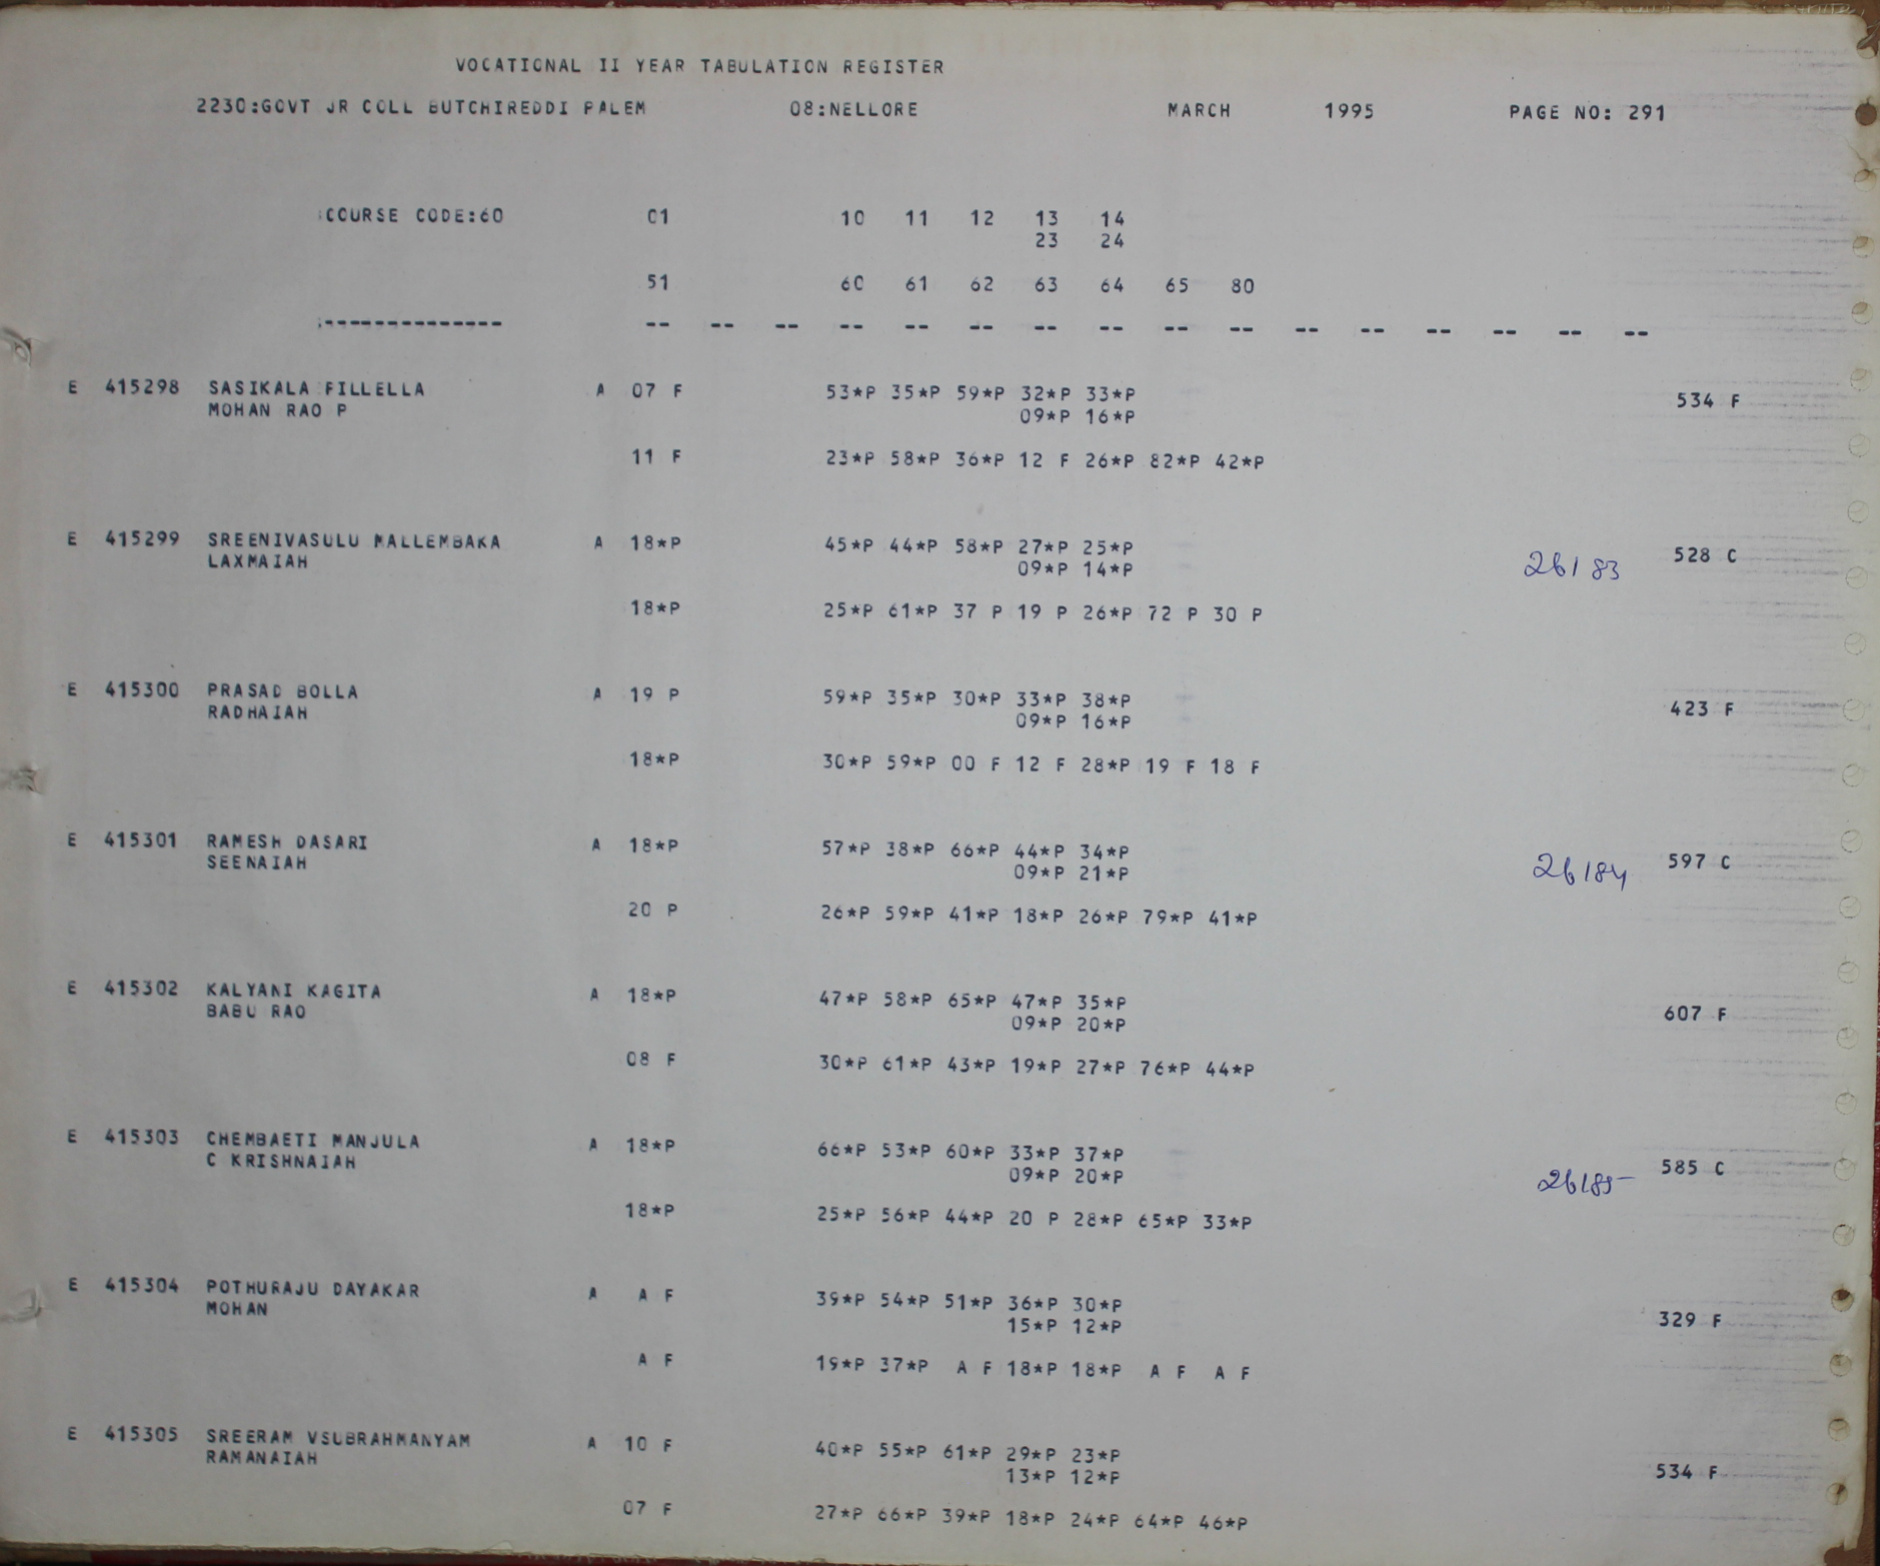 VOCATIONAL II YEAR TABULATION REGISTER
2230:GOVT JR COLL BUTCHIREDDI PALEM 08:NELLORE MARCH 1995 PAGE NO: 291
COURSE CODE:60 01 10 11 12 13 14
23 24
51 60 61 62 63 64 65 80
-------------- -- -- -- -- -- -- -- -- -- -- -- -- -- -- -- --
E 415298 SASIKALA PILLELLA A 07 F 53*P 35*P 59*P 32*P 33*P 534 F
MOHAN RAO P 09*P 16*P
11 F 23*P 58*P 36*P 12 F 26*P 82*P 42*P
E 415299 SREENIVASULU MALLEMBAKA A 18*P 45*P 44*P 58*P 27*P 25*P 26183 528 C
LAXMAIAH 09*P 14*P
18*P 25*P 61*P 37 P 19 P 26*P 72 P 30 P
E 415300 PRASAD BOLLA A 19 P 59*P 35*P 30*P 33*P 38*P 423 F
RADHAIAH 09*P 16*P
18*P 30*P 59*P 00 F 12 F 28*P 19 F 18 F
E 415301 RAMESH DASARI A 18*P 57*P 38*P 66*P 44*P 34*P 26184 597 C
SEENAIAH 09*P 21*P
20 P 26*P 59*P 41*P 18*P 26*P 79*P 41*P
E 415302 KALYANI KAGITA A 18*P 47*P 58*P 65*P 47*P 35*P 607 F
BABU RAO 09*P 20*P
08 F 30*P 61*P 43*P 19*P 27*P 76*P 44*P
E 415303 CHEMBAETI MANJULA A 18*P 66*P 53*P 60*P 33*P 37*P 26185 585 C
C KRISHNAIAH 09*P 20*P
18*P 25*P 56*P 44*P 20 P 28*P 65*P 33*P
E 415304 POTHURAJU DAYAKAR A A F 39*P 54*P 51*P 36*P 30*P 329 F
MOHAN 15*P 12*P
A F 19*P 37*P A F 18*P 18*P A F A F
E 415305 SREERAM VSUBRAHMANYAM A 10 F 40*P 55*P 61*P 29*P 23*P 534 F
RAMANAIAH 13*P 12*P
07 F 27*P 66*P 39*P 18*P 24*P 64*P 46*P